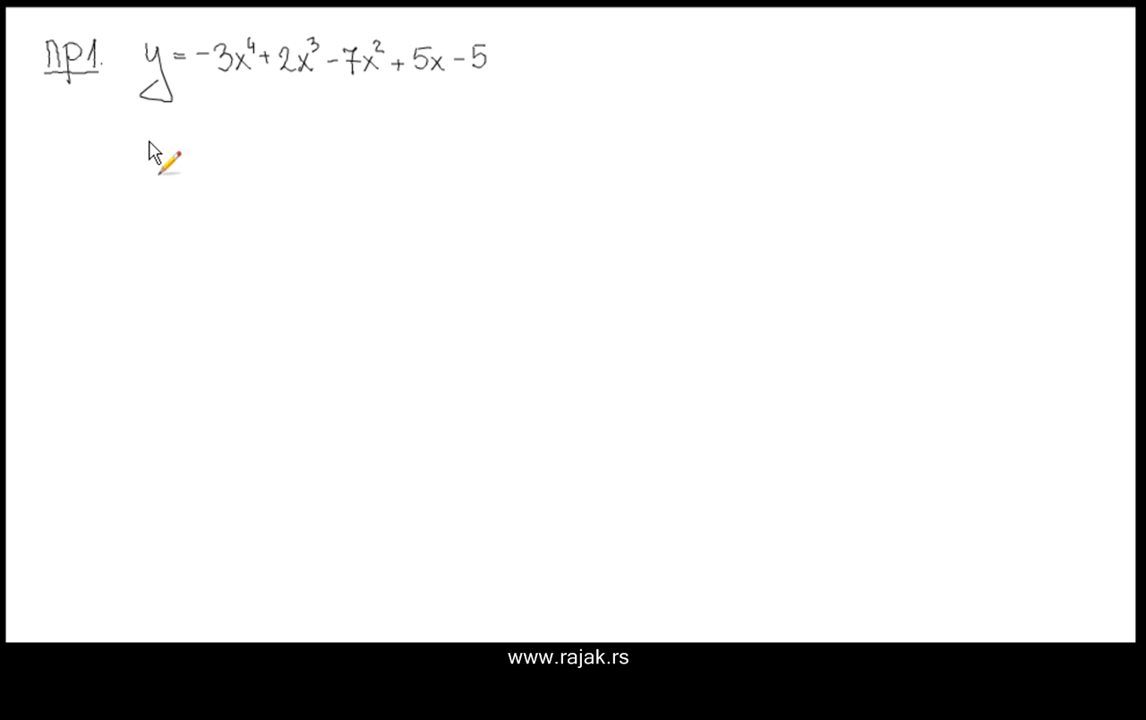 пр1. y = -3x⁴ + 2x³ - 7x² + 5x - 5
www.rajak.rs